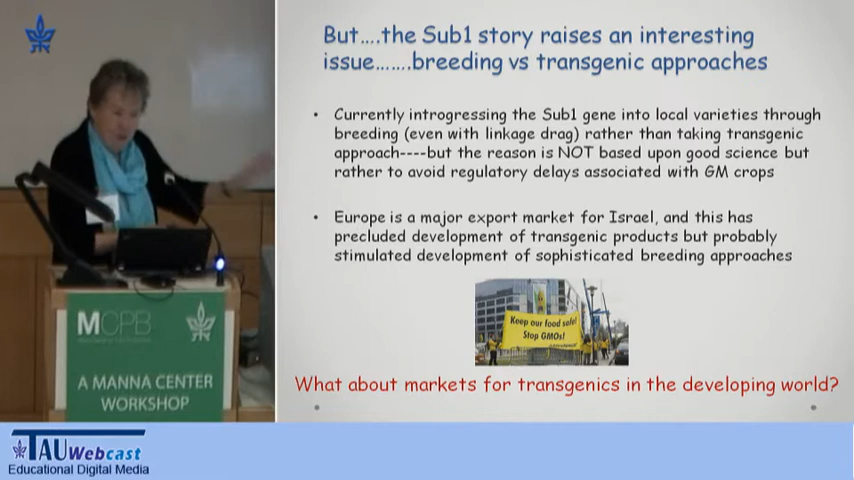 But....the Sub1 story raises an interesting
issue.......breeding vs transgenic approaches
• Currently introgressing the Sub1 gene into local varieties through
breeding (even with linkage drag) rather than taking transgenic
approach----but the reason is NOT based upon good science but
rather to avoid regulatory delays associated with GM crops
• Europe is a major export market for Israel, and this has
precluded development of transgenic products but probably
stimulated development of sophisticated breeding approaches
Keep our food safe!
Stop GMOs!
What about markets for transgenics in the developing world?
MCPB
A MANNA CENTER
WORKSHOP
TAU Webcast
Educational Digital Media